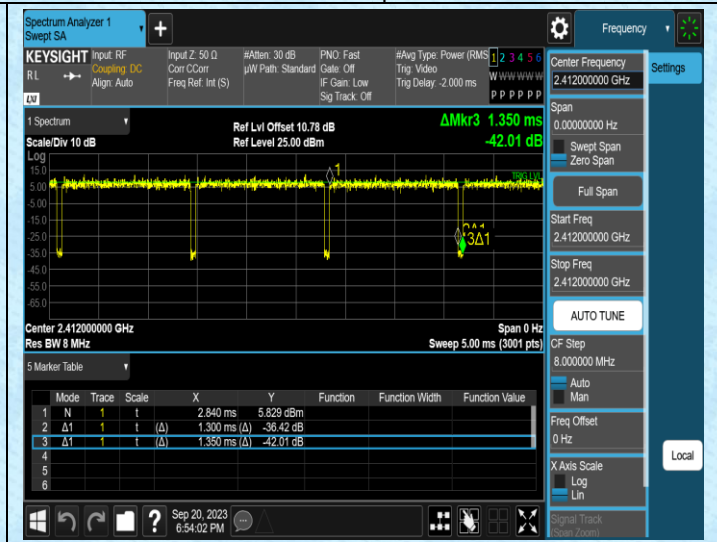 Spectrum Analyzer 1
Swept SA
Frequency
KEYSIGHT
RL
LXI
Input: RF
Coupling: DC
Align: Auto
Input Z: 50 Ω
Corr CCorr
Freq Ref: Int (S)
#Atten: 30 dB
µW Path: Standard
PNO: Fast
Gate: Off
IF Gain: Low
Sig Track: Off
#Avg Type: Power (RMS
Trig: Video
Trig Delay: -2.000 ms
1 2 3 4 5 6
W W W W W W
P P P P P P
Center Frequency
2.412000000 GHz
Settings
Span
0.00000000 Hz
Swept Span
Zero Span
Full Span
Start Freq
2.412000000 GHz
Stop Freq
2.412000000 GHz
AUTO TUNE
CF Step
8.000000 MHz
Auto
Man
Freq Offset
0 Hz
X Axis Scale
Log
Lin
Signal Track
(Span Zoom)
Local
1 Spectrum
Scale/Div 10 dB
Ref Lvl Offset 10.78 dB
Ref Level 25.00 dBm
ΔMkr3 1.350 ms
-42.01 dB
Log
15.0
5.00
-5.00
-15.0
-25.0
-35.0
-45.0
-55.0
-65.0
1
TRIG LVL
3Δ1
Center 2.412000000 GHz
Res BW 8 MHz
Span 0 Hz
Sweep 5.00 ms (3001 pts)
5 Marker Table
Mode Trace Scale X Y Function Function Width Function Value
1 N 1 t 2.840 ms 5.829 dBm
2 Δ1 1 t (Δ) 1.300 ms (Δ) -36.42 dB
3 Δ1 1 t (Δ) 1.350 ms (Δ) -42.01 dB
4
5
6
?
Sep 20, 2023
6:54:02 PM